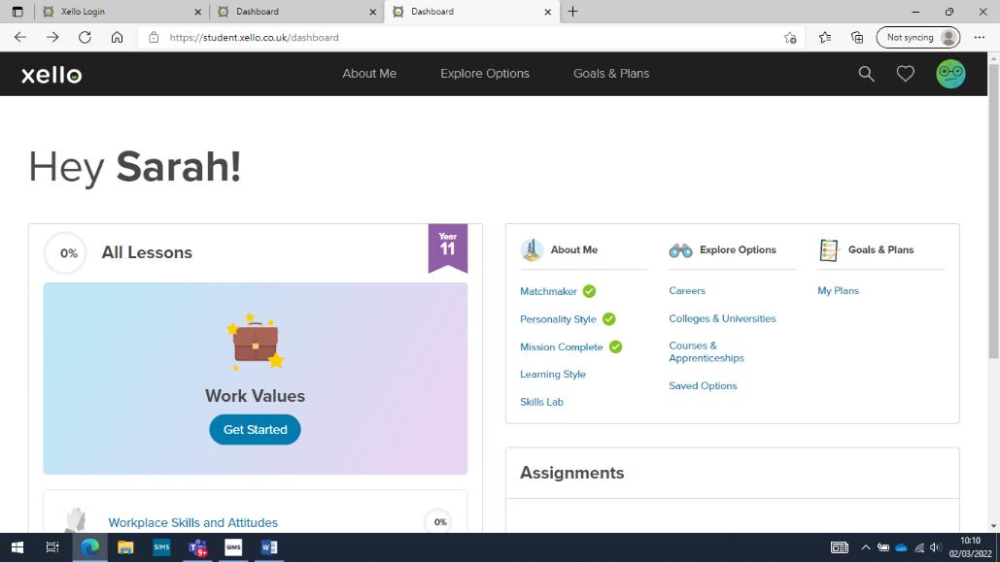 Xello Login
Dashboard
Dashboard
https://student.xello.co.uk/dashboard
Not syncing
xello
About Me
Explore Options
Goals & Plans
Hey Sarah!
0%
All Lessons
Year
11
Work Values
Get Started
Workplace Skills and Attitudes
0%
About Me
Matchmaker
Personality Style
Mission Complete
Learning Style
Skills Lab
Explore Options
Careers
Colleges & Universities
Courses &
Apprenticeships
Saved Options
Goals & Plans
My Plans
Assignments
SIMS
T
9+
SIMS
W
10:10
02/03/2022